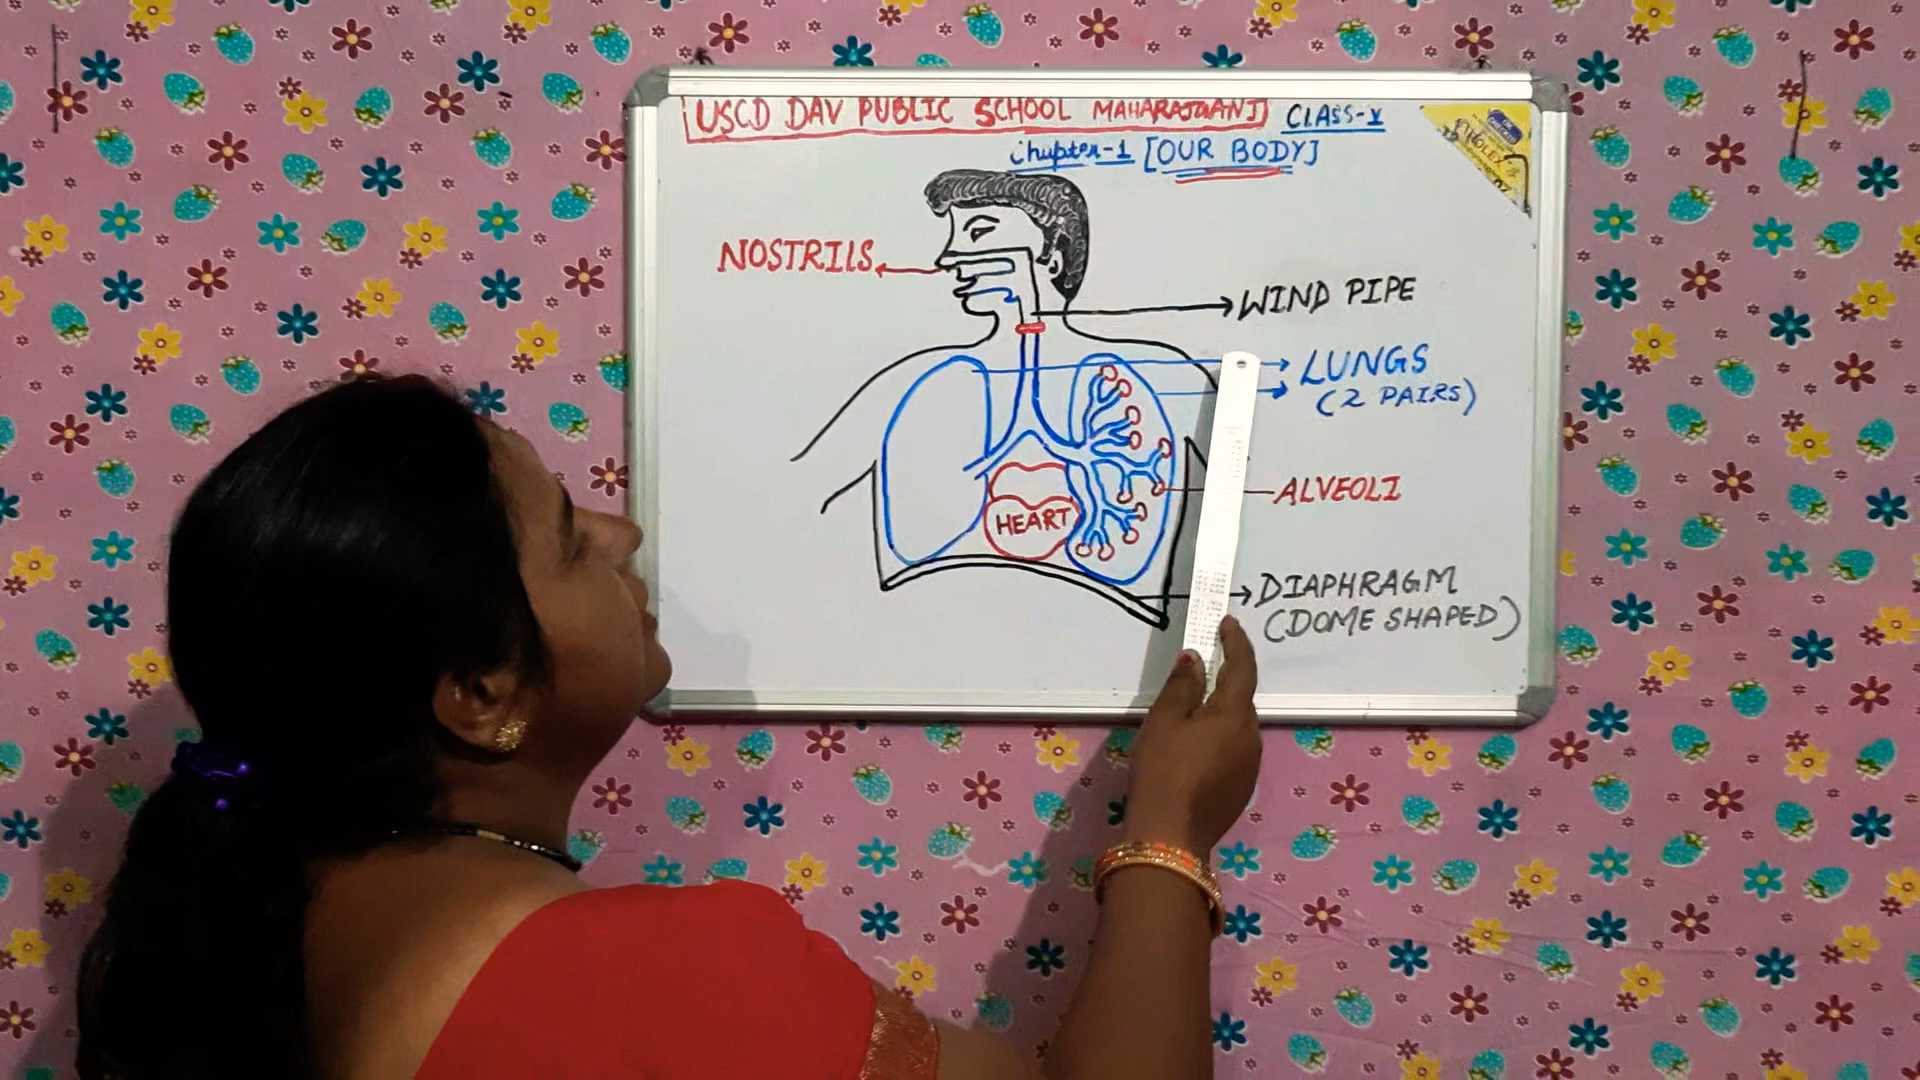 USCD DAV PUBLIC SCHOOL MAHARAJGANJ CLASS-V
Chapter-1 [OUR BODY]
NOSTRILS
WIND PIPE
LUNGS
(2 PAIRS)
ALVEOLI
HEART
DIAPHRAGM
(DOME SHAPED)